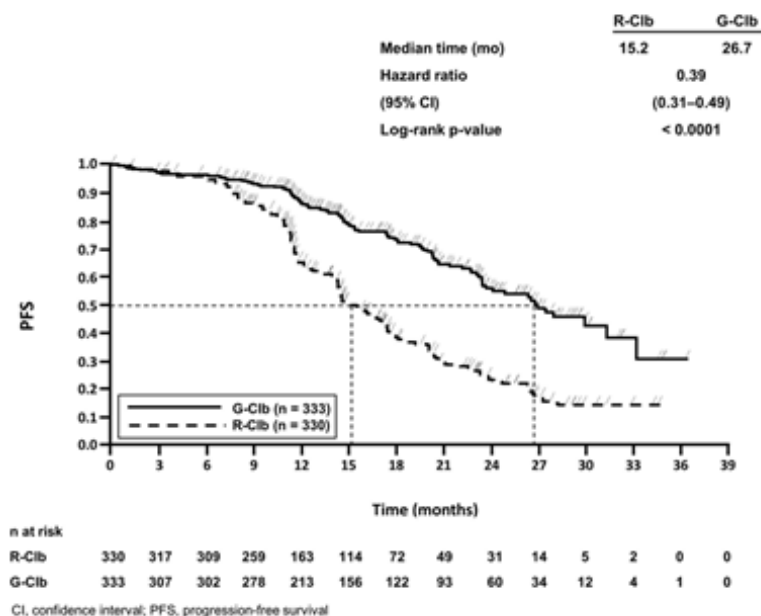 R-Clb G-Clb
Median time (mo) 15.2 26.7
Hazard ratio 0.39
(95% CI) (0.31–0.49)
Log-rank p-value < 0.0001
PFS
1.0
0.9
0.8
0.7
0.6
0.5
0.4
0.3
0.2
0.1
0.0
G-Clb (n = 333)
R-Clb (n = 330)
0 3 6 9 12 15 18 21 24 27 30 33 36 39
Time (months)
n at risk
R-Clb 330 317 309 259 163 114 72 49 31 14 5 2 0 0
G-Clb 333 307 302 278 213 156 122 93 60 34 12 4 1 0
CI, confidence interval; PFS, progression-free survival